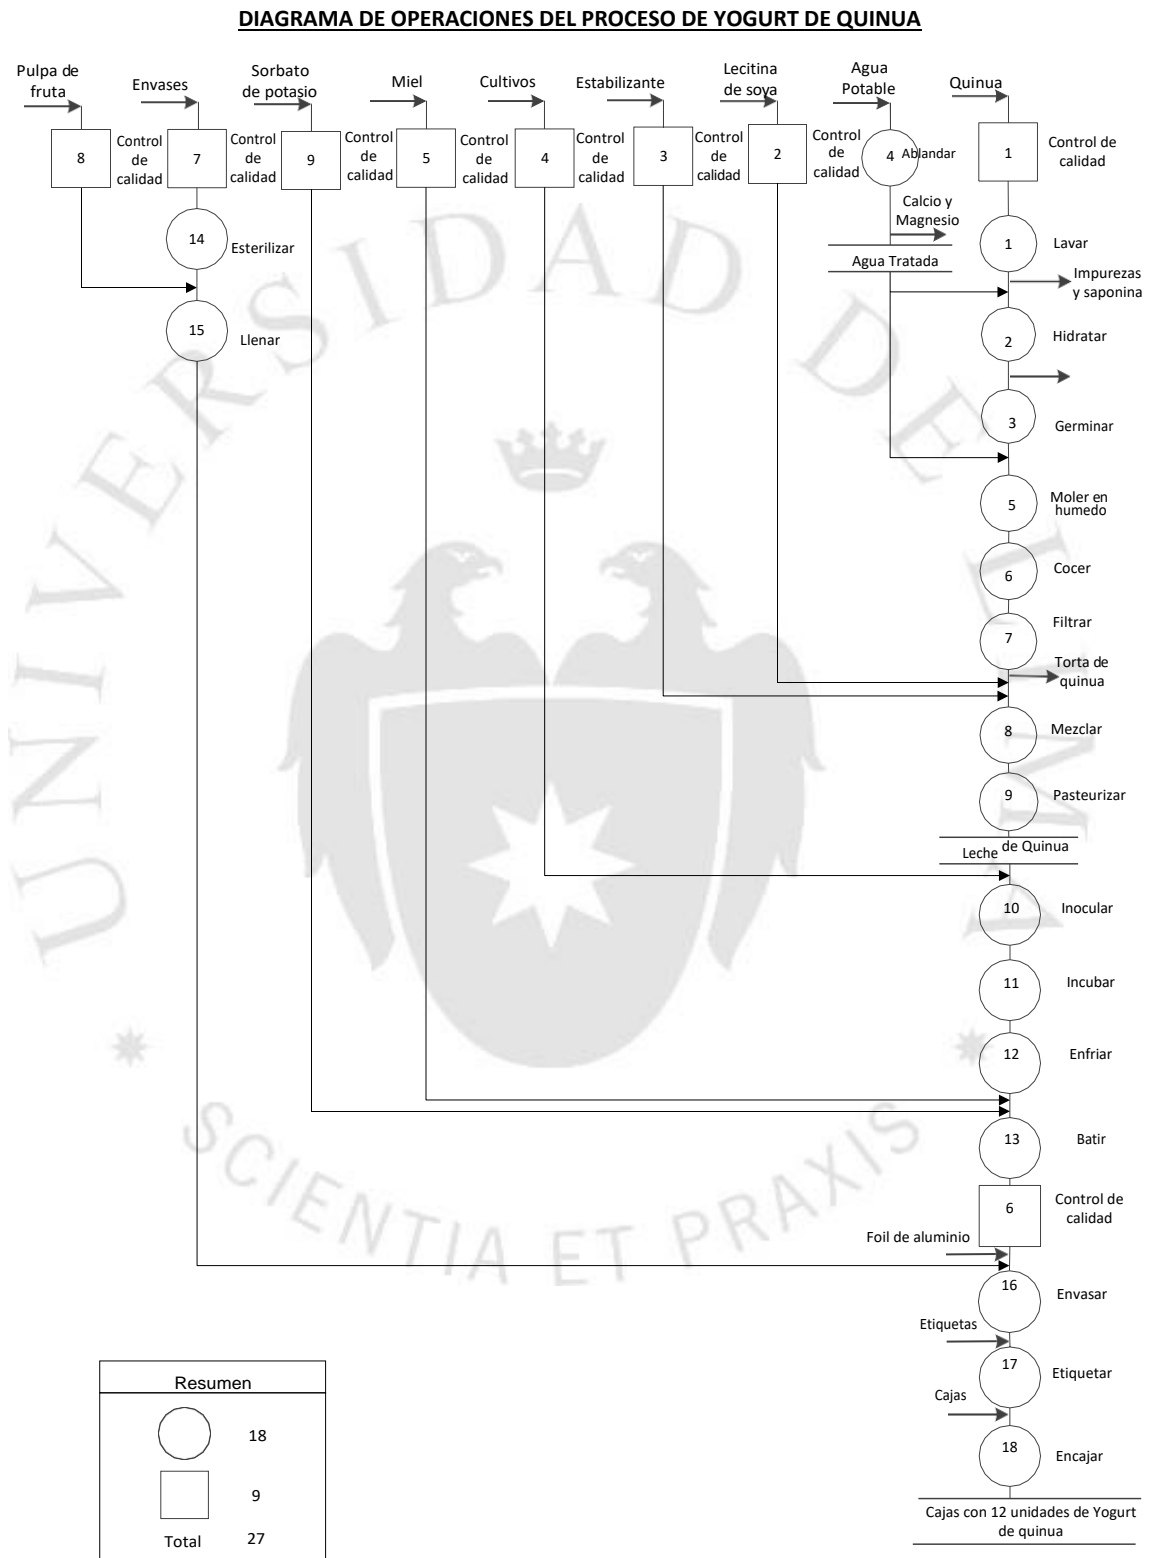 DIAGRAMA DE OPERACIONES DEL PROCESO DE YOGURT DE QUINUA
Pulpa de
fruta
Envases
Sorbato
de potasio
Miel
Cultivos
Estabilizante
Lecitina
de soya
Agua
Potable
Quinua
8
Control
de
calidad
7
Control
de
calidad
9
Control
de
calidad
5
Control
de
calidad
4
Control
de
calidad
3
Control
de
calidad
2
Control
de
calidad
4
Ablandar
1
Control de
calidad
Calcio y
Magnesio
14
Esterilizar
1
Lavar
Agua Tratada
Impurezas
y saponina
15
Llenar
2
Hidratar
3
Germinar
5
Moler en
humedo
6
Cocer
7
Filtrar
Torta de
quinua
8
Mezclar
9
Pasteurizar
Leche de Quinua
10
Inocular
11
Incubar
12
Enfriar
13
Batir
6
Control de
calidad
Foil de aluminio
16
Envasar
Etiquetas
17
Etiquetar
Cajas
18
Encajar
Cajas con 12 unidades de Yogurt
de quinua
Resumen
18
9
Total 27
UNIVERSIDAD DE LIMA
SCIENTIA ET PRAXIS